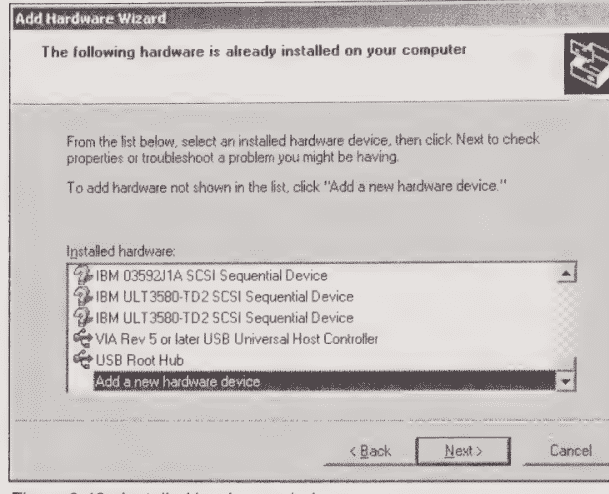 Add Hardware Wizard
The following hardware is already installed on your computer
From the list below, select an installed hardware device, then click Next to check
properties or troubleshoot a problem you might be having.
To add hardware not shown in the list, click "Add a new hardware device."
Installed hardware:
IBM 03592J1A SCSI Sequential Device
IBM ULT3580-TD2 SCSI Sequential Device
IBM ULT3580-TD2 SCSI Sequential Device
VIA Rev 5 or later USB Universal Host Controller
USB Root Hub
Add a new hardware device
< Back Next > Cancel